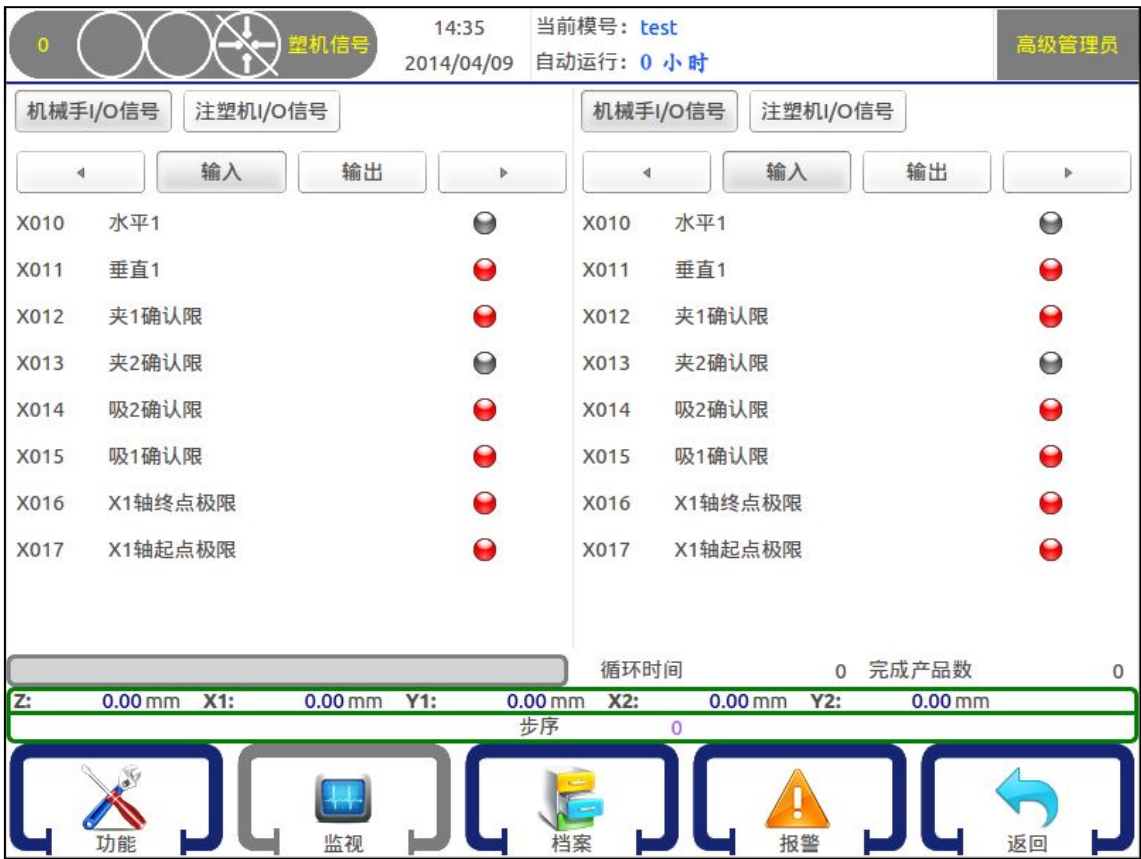 0 塑机信号 14:35 2014/04/09 当前模号：test 自动运行：0 小时 高级管理员
机械手I/O信号 注塑机I/O信号 机械手I/O信号 注塑机I/O信号
输入 输出 输入 输出
X010 水平1 X010 水平1
X011 垂直1 X011 垂直1
X012 夹1确认限 X012 夹1确认限
X013 夹2确认限 X013 夹2确认限
X014 吸2确认限 X014 吸2确认限
X015 吸1确认限 X015 吸1确认限
X016 X1轴终点极限 X016 X1轴终点极限
X017 X1轴起点极限 X017 X1轴起点极限
循环时间 0 完成产品数 0
Z: 0.00 mm X1: 0.00 mm Y1: 0.00 mm X2: 0.00 mm Y2: 0.00 mm
步序 0
功能 监视 档案 报警 返回